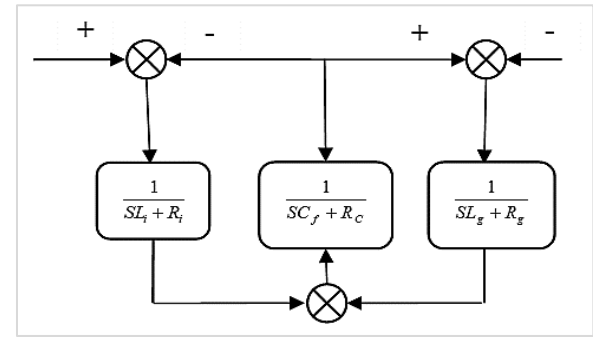 + - + -
1 1 1
SL_i + R_i SC_f + R_C SL_g + R_g